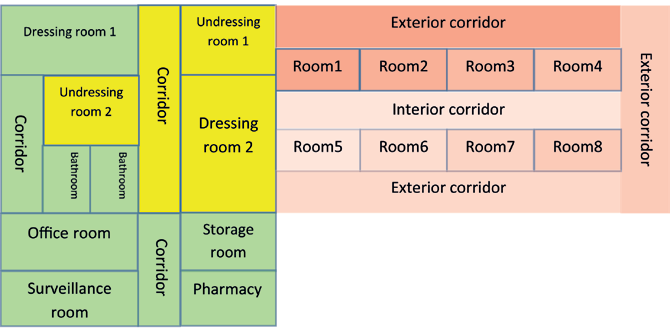 Dressing room 1
Undressing
room 1
Exterior corridor
Corridor
Undressing
room 2
Corridor
Bathroom
Bathroom
Dressing
room 2
Room1
Room2
Room3
Room4
Interior corridor
Room5
Room6
Room7
Room8
Exterior corridor
Exterior corridor
Office room
Corridor
Storage
room
Surveillance
room
Pharmacy